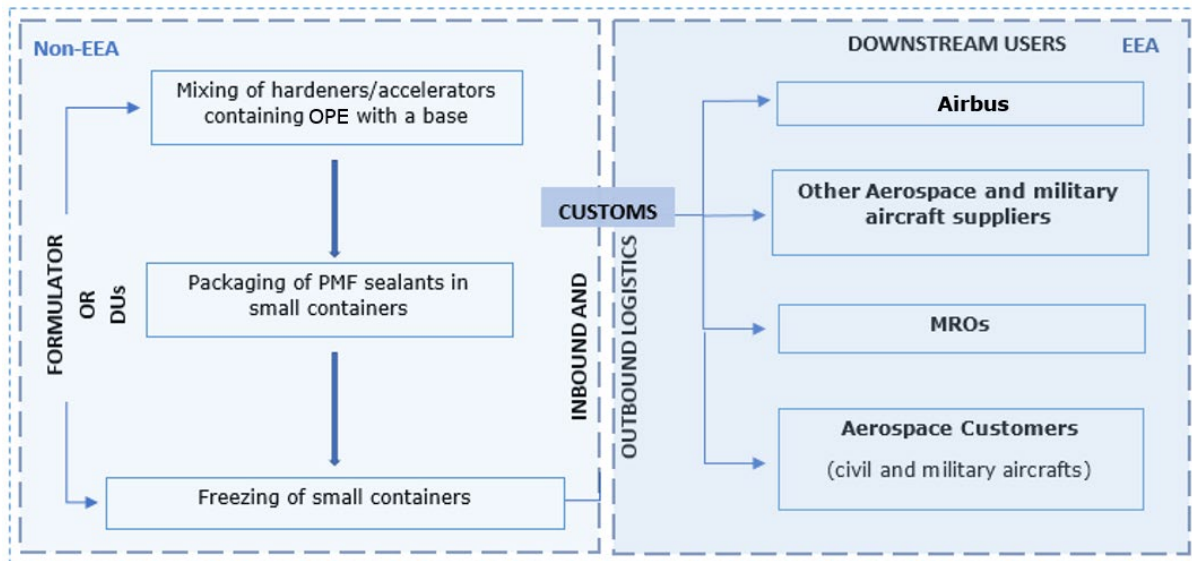 Non-EEA
Mixing of hardeners/accelerators
containing OPE with a base
Packaging of PMF sealants in
small containers
Freezing of small containers
FORMULATOR
OR
DUs
INBOUND AND
OUTBOUND LOGISTICS
CUSTOMS
DOWNSTREAM USERS
EEA
Airbus
Other Aerospace and military
aircraft suppliers
MROs
Aerospace Customers
(civil and military aircrafts)